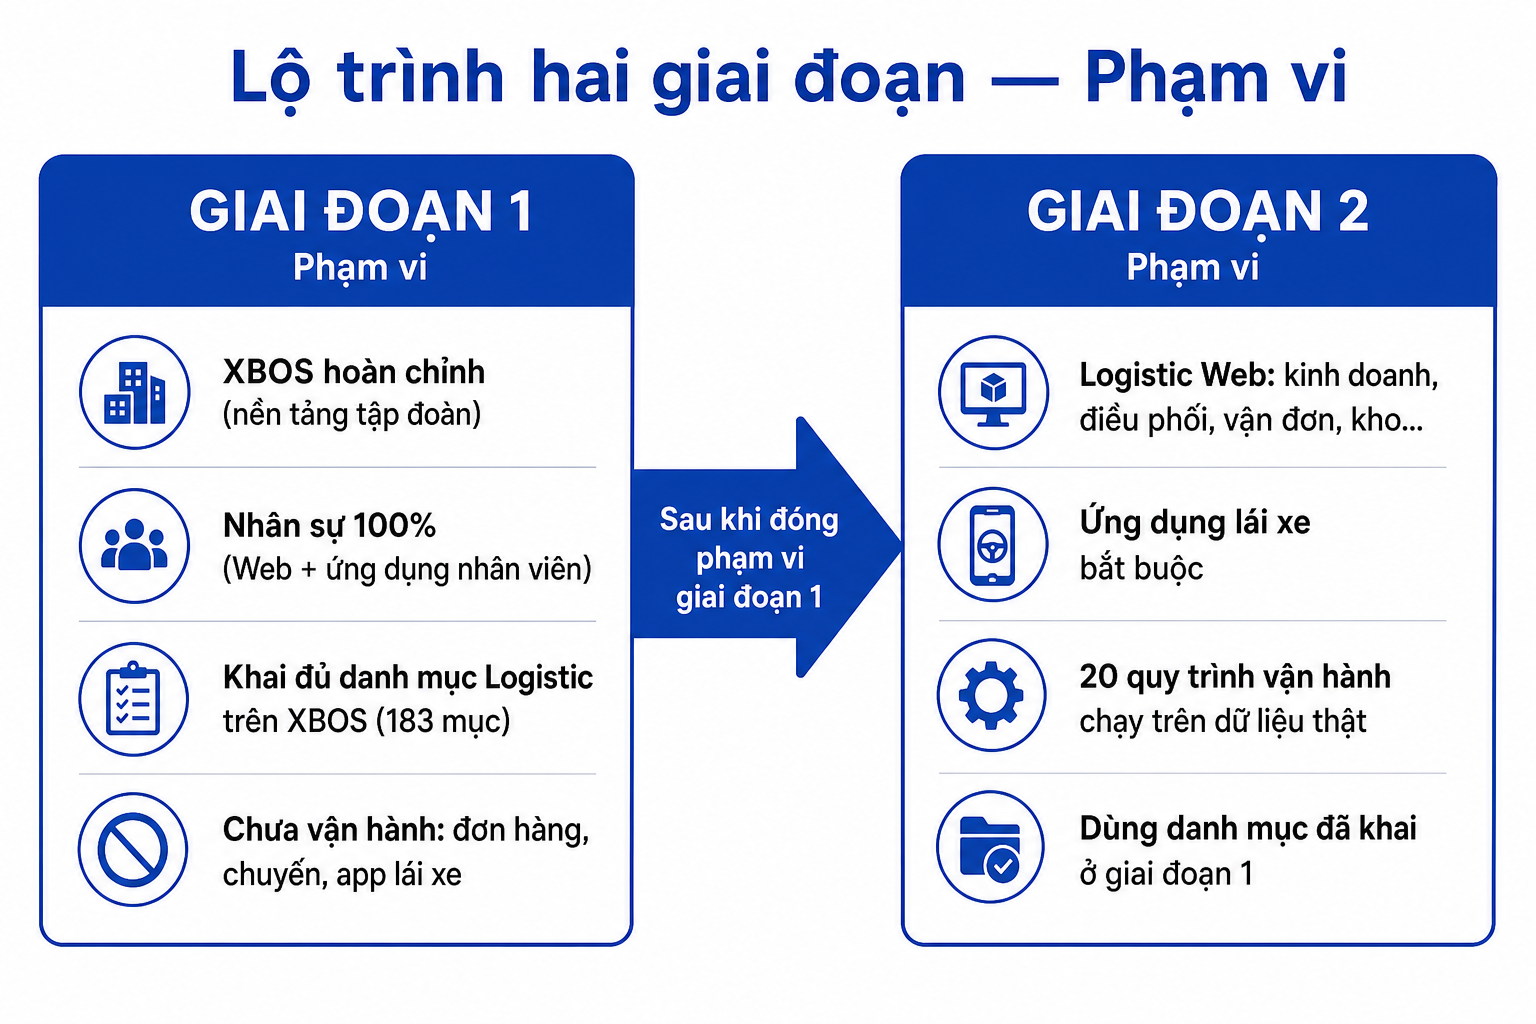 Lộ trình hai giai đoạn — Phạm vi
GIAI ĐOẠN 1
Phạm vi
XBOS hoàn chỉnh
(nền tảng tập đoàn)
Nhân sự 100%
(Web + ứng dụng nhân viên)
Khai đủ danh mục Logistic
trên XBOS (183 mục)
Chưa vận hành: đơn hàng,
chuyến, app lái xe
Sau khi đóng
phạm vi
giai đoạn 1
GIAI ĐOẠN 2
Phạm vi
Logistic Web: kinh doanh,
điều phối, vận đơn, kho...
Ứng dụng lái xe
bắt buộc
20 quy trình vận hành
chạy trên dữ liệu thật
Dùng danh mục đã khai
ở giai đoạn 1